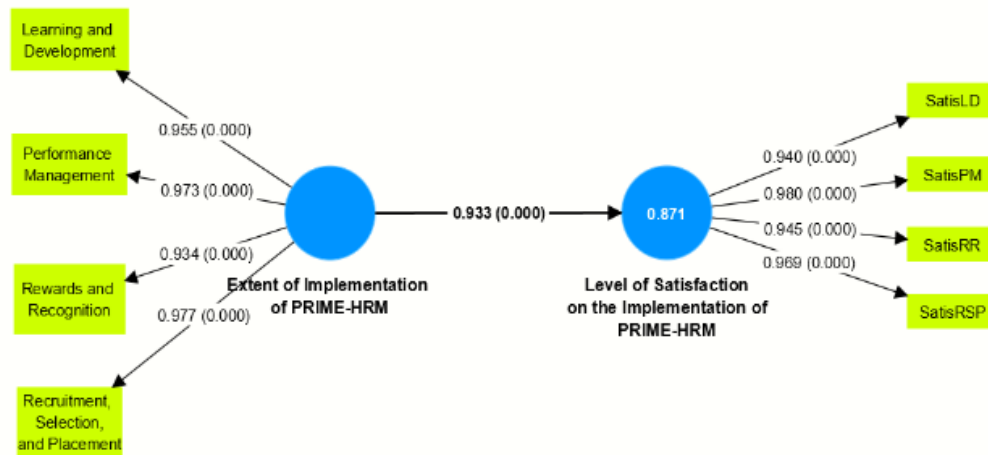 Learning and
Development
0.955 (0.000)
Performance
Management
0.973 (0.000)
0.934 (0.000)
Rewards and
Recognition
0.977 (0.000)
Recruitment,
Selection,
and Placement
Extent of Implementation
of PRIME-HRM
0.933 (0.000)
0.871
Level of Satisfaction
on the Implementation of
PRIME-HRM
0.940 (0.000)
SatisLD
0.980 (0.000)
SatisPM
0.945 (0.000)
SatisRR
0.969 (0.000)
SatisRSP